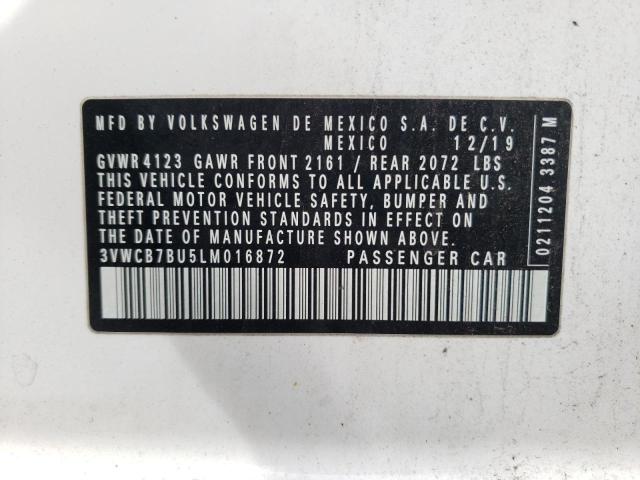 MFD BY VOLKSWAGEN DE MEXICO S.A. DE C.V.
MEXICO 12/19
GVWR 4123 GAWR FRONT 2161 / REAR 2072 LBS
THIS VEHICLE CONFORMS TO ALL APPLICABLE U.S.
FEDERAL MOTOR VEHICLE SAFETY, BUMPER AND
THEFT PREVENTION STANDARDS IN EFFECT ON
THE DATE OF MANUFACTURE SHOWN ABOVE.
3VWCB7BU5LM016872 PASSENGER CAR
0211204 3387 M